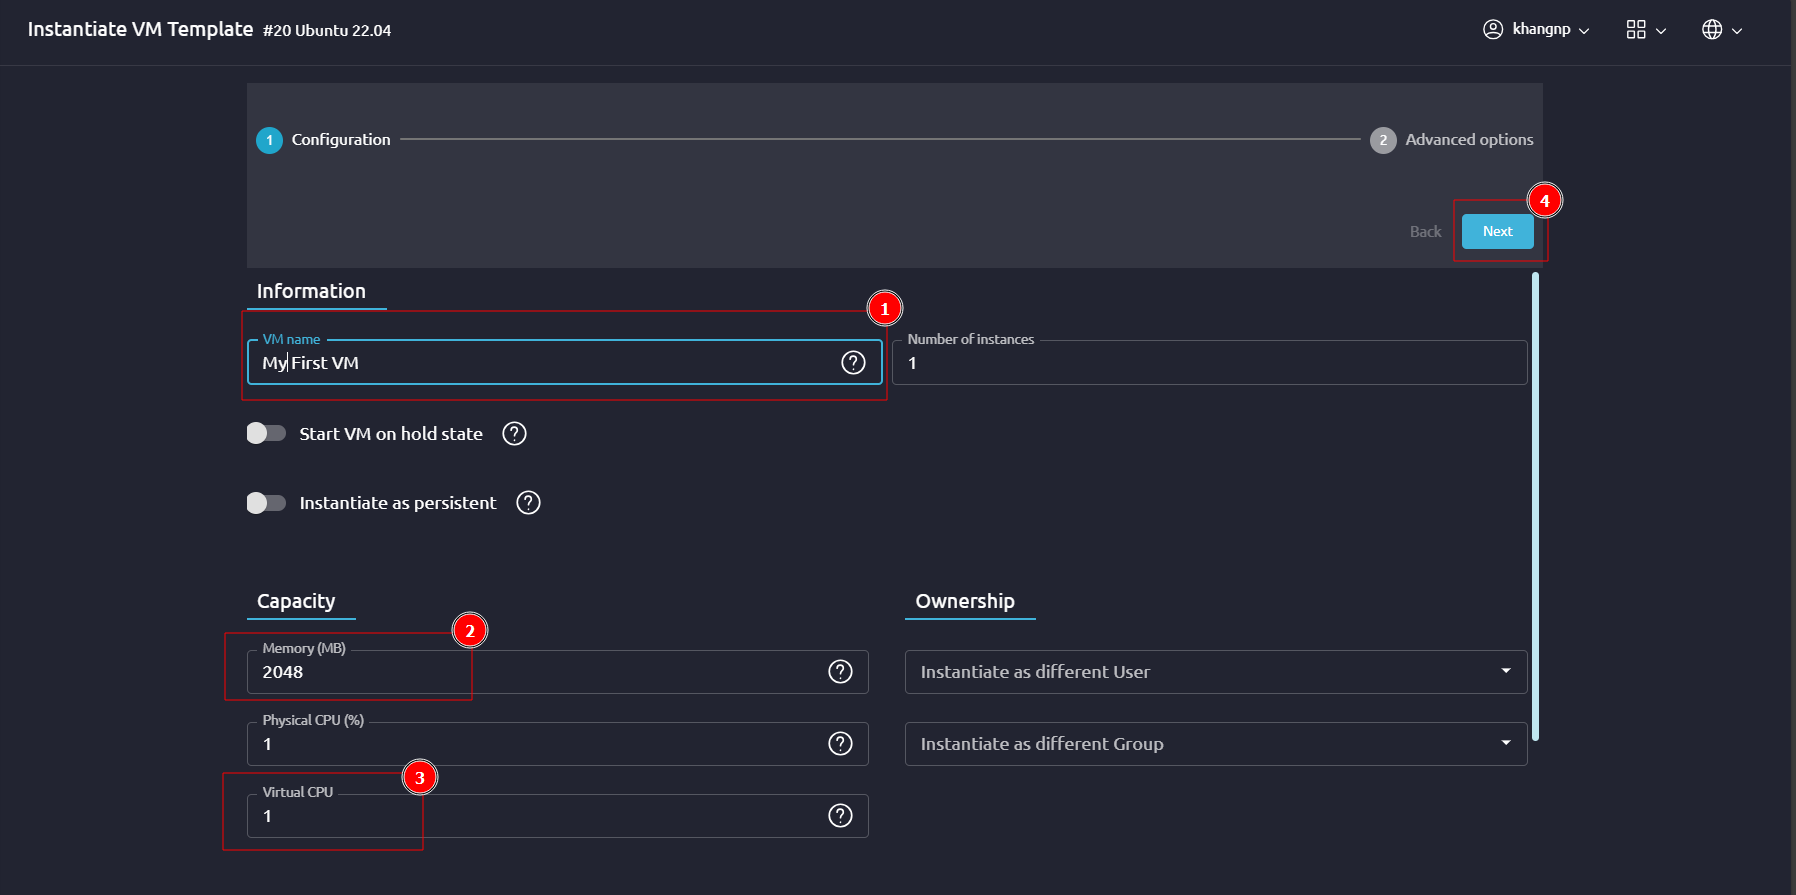 Instantiate VM Template #20 Ubuntu 22.04
khangnp
1 Configuration
2 Advanced options
4
Back
Next
Information
1
VM name
My First VM
?
Number of instances
1
Start VM on hold state ?
Instantiate as persistent ?
Capacity
2
Memory (MB)
2048
?
Physical CPU (%)
1
?
3
Virtual CPU
1
?
Ownership
Instantiate as different User
Instantiate as different Group